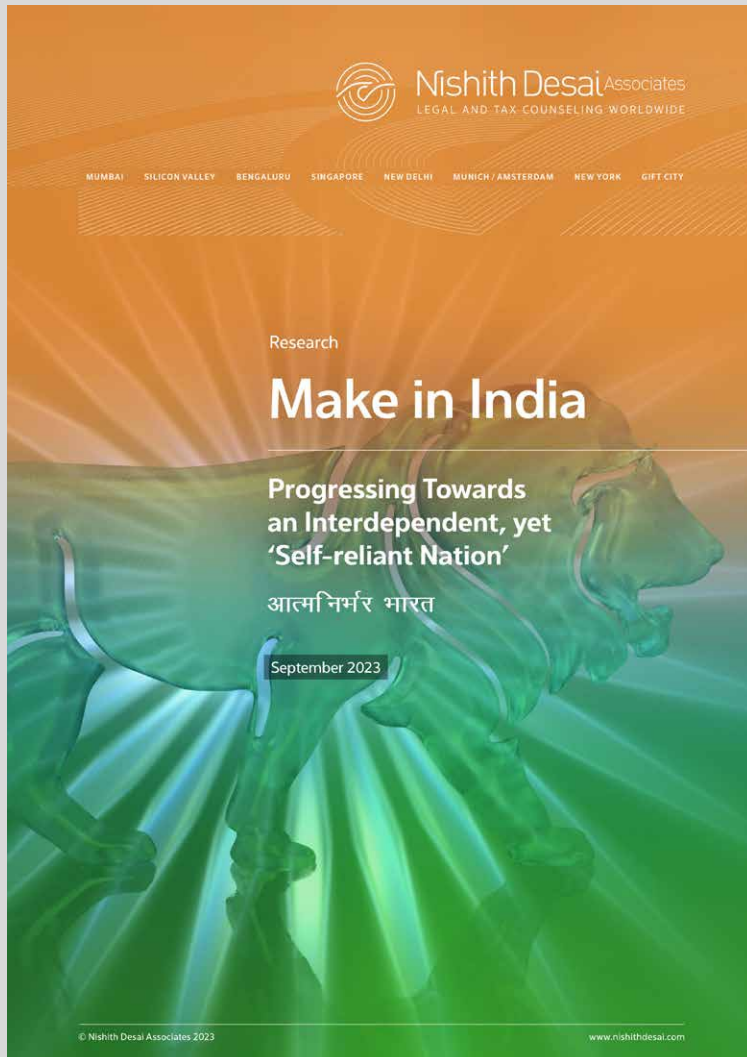 Nishith Desai Associates
LEGAL AND TAX COUNSELING WORLDWIDE
MUMBAI SILICON VALLEY BENGALURU SINGAPORE NEW DELHI MUNICH / AMSTERDAM NEW YORK GIFT CITY
Research
Make in India
Progressing Towards
an Interdependent, yet
‘Self-reliant Nation’
आत्मनिर्भर भारत
September 2023
© Nishith Desai Associates 2023 www.nishithdesai.com